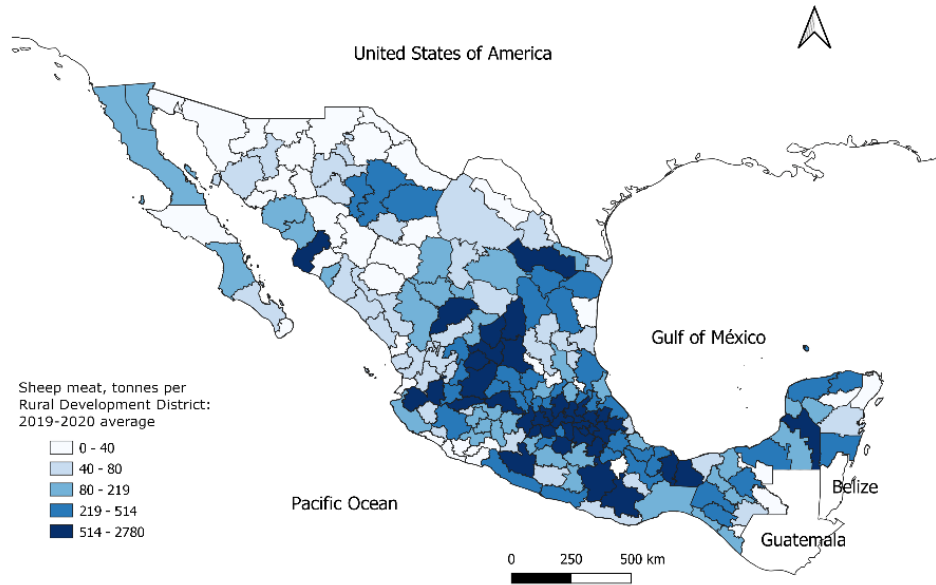 United States of America
Gulf of México
Sheep meat, tonnes per
Rural Development District:
2019-2020 average
0 - 40
40 - 80
80 - 219
219 - 514
514 - 2780
Pacific Ocean
Belize
Guatemala
0 250 500 km